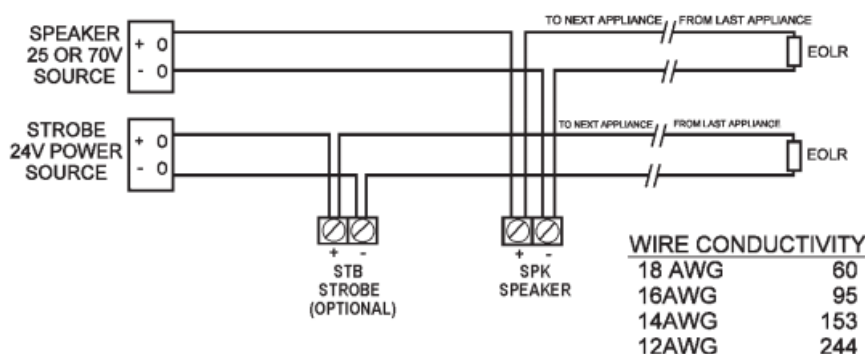 SPEAKER
25 OR 70V
SOURCE
+ O
- O
TO NEXT APPLIANCE
FROM LAST APPLIANCE
EOLR
STROBE
24V POWER
SOURCE
+ O
- O
TO NEXT APPLIANCE
FROM LAST APPLIANCE
EOLR
+ -
STB
STROBE
(OPTIONAL)
+ -
SPK
SPEAKER
WIRE CONDUCTIVITY
18 AWG 60
16AWG 95
14AWG 153
12AWG 244